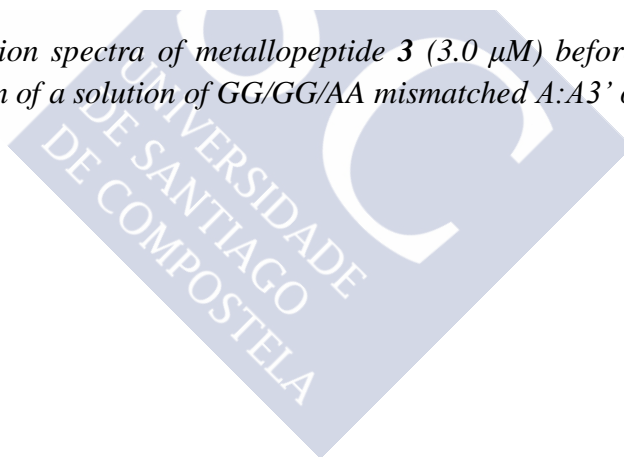 ion spectra of metallopeptide 3 (3.0 μM) befor
n of a solution of GG/GG/AA mismatched A:A3' o
UNIVERSIDADE
DE SANTIAGO
DE COMPOSTELA